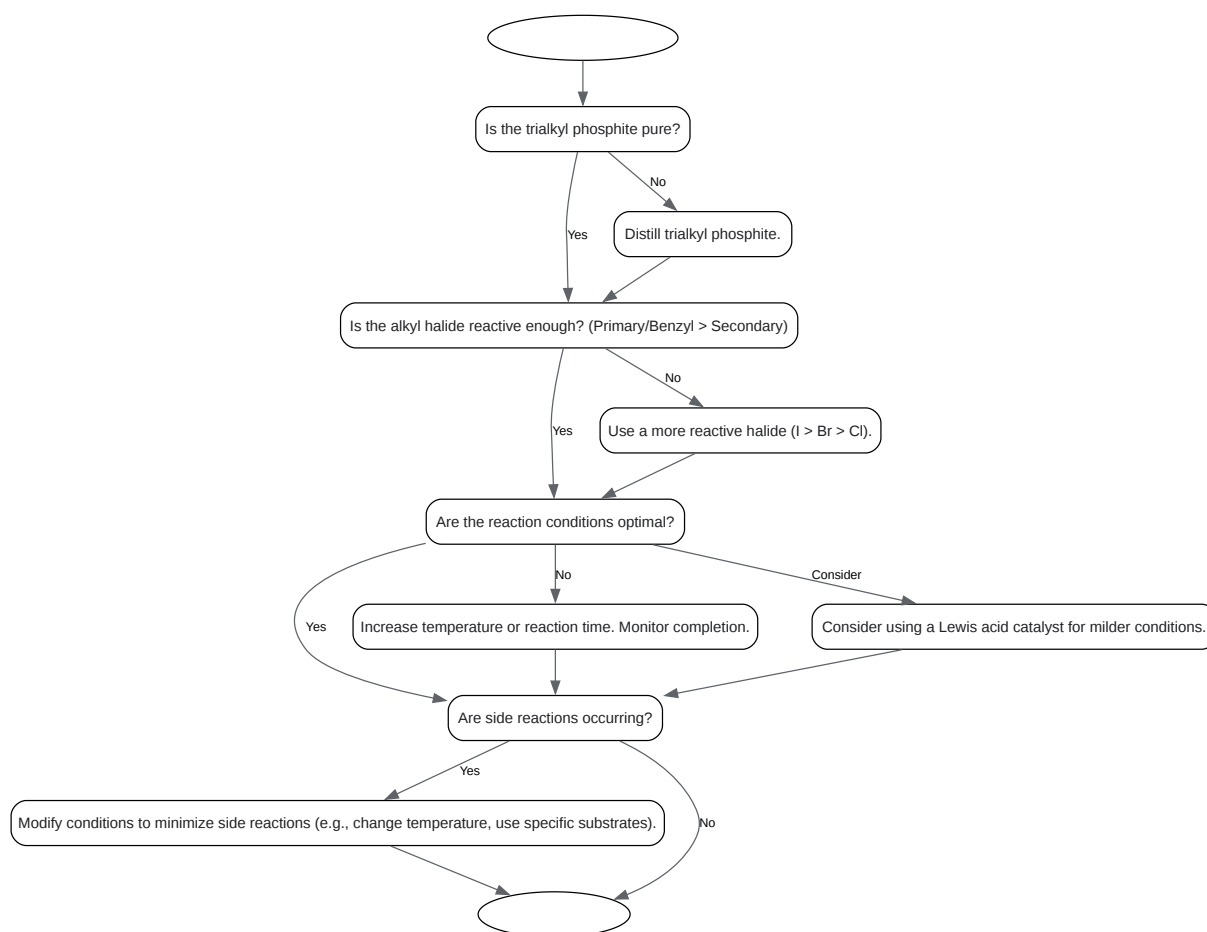 Is the trialkyl phosphite pure?
No
Yes
Distill trialkyl phosphite.
Is the alkyl halide reactive enough? (Primary/Benzyl > Secondary)
No
Yes
Use a more reactive halide (I > Br > Cl).
Are the reaction conditions optimal?
No
Consider
Yes
Increase temperature or reaction time. Monitor completion.
Consider using a Lewis acid catalyst for milder conditions.
Are side reactions occurring?
Yes
Modify conditions to minimize side reactions (e.g., change temperature, use specific substrates).
No